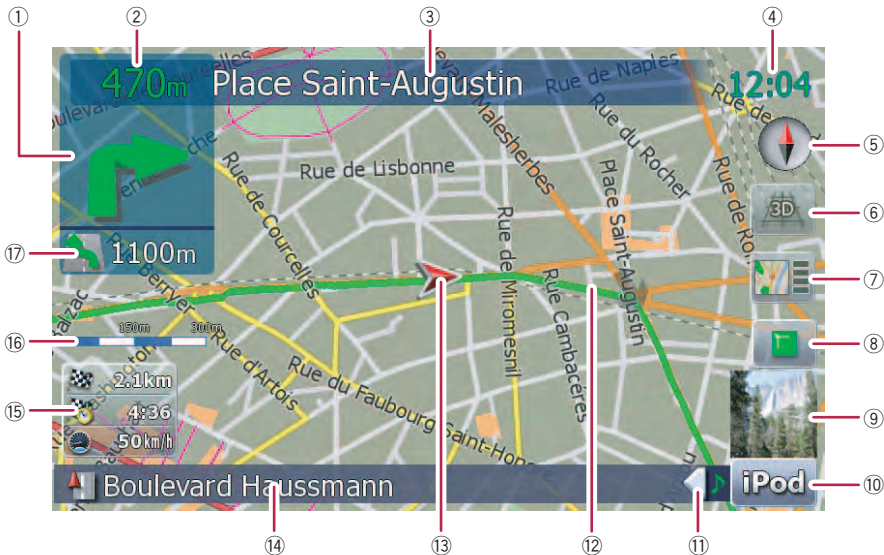 ① ② ③ ④
470m Place Saint-Augustin 12:04
Rue de Naples
Malesherbes
Rue du Rocher
Rue de Lisbonne
⑤
3D ⑥
Place Saint-Augustin
Rue de Courcelles
⑰ 1100m
Rue de Miromesnil
⑦
Berryer
Balzac
Rue Cambacérès
150m 300m
⑯
⑧
Rue d'Artois
Rue du Faubourg Saint-Hon
2.1km
⑮ 4:36
50km/h
⑨
Boulevard Haussmann
iPod ⑩
⑭ ⑬ ⑫ ⑪